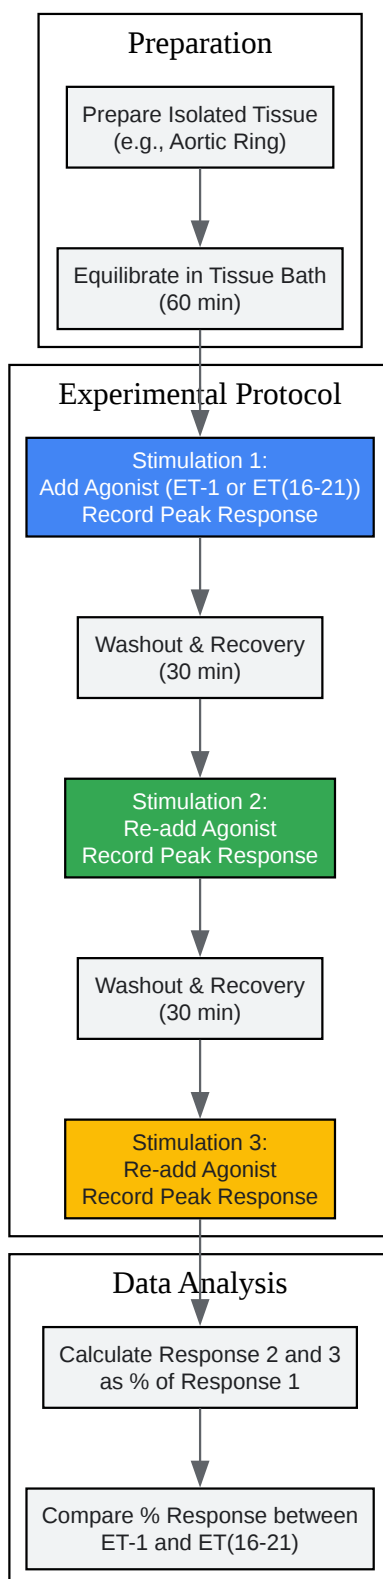 Preparation
Prepare Isolated Tissue
(e.g., Aortic Ring)
Equilibrate in Tissue Bath
(60 min)
Experimental Protocol
Stimulation 1:
Add Agonist (ET-1 or ET(16-21))
Record Peak Response
Washout & Recovery
(30 min)
Stimulation 2:
Re-add Agonist
Record Peak Response
Washout & Recovery
(30 min)
Stimulation 3:
Re-add Agonist
Record Peak Response
Data Analysis
Calculate Response 2 and 3
as % of Response 1
Compare % Response between
ET-1 and ET(16-21)